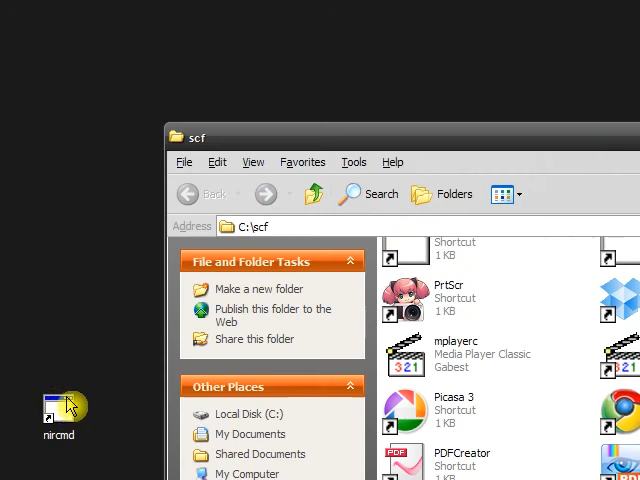 scf
File Edit View Favorites Tools Help
Back Search Folders
Address C:\scf
File and Folder Tasks
Make a new folder
Publish this folder to the
Web
Share this folder
Other Places
Local Disk (C:)
My Documents
Shared Documents
My Computer
Shortcut
1 KB
PrtScr
Shortcut
1 KB
mplayerc
Media Player Classic
Gabest
321
321
Picasa 3
Shortcut
1 KB
PDF
PDFCreator
Shortcut
1 KB
nircmd